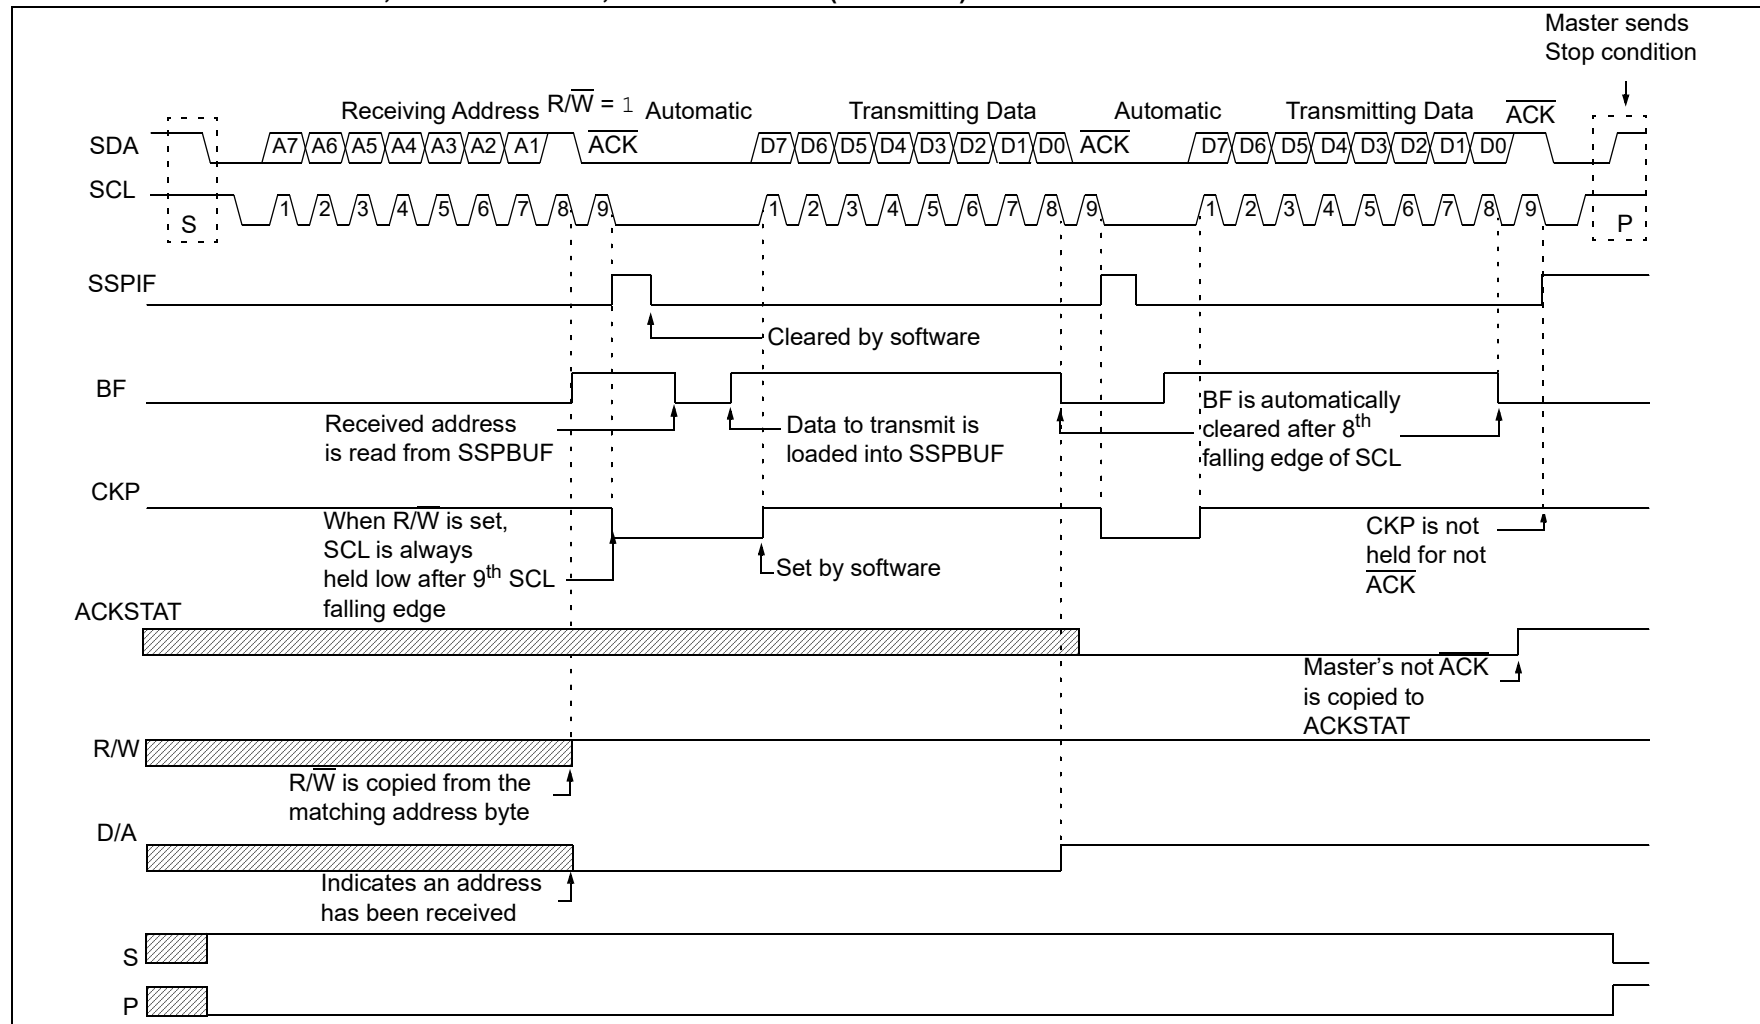 Master sends
Stop condition
Receiving Address R/W = 1 Automatic Transmitting Data Automatic Transmitting Data ACK
SDA A7 A6 A5 A4 A3 A2 A1 ACK D7 D6 D5 D4 D3 D2 D1 D0 ACK D7 D6 D5 D4 D3 D2 D1 D0
SCL 1 2 3 4 5 6 7 8 9 1 2 3 4 5 6 7 8 9 1 2 3 4 5 6 7 8 9
S P
SSPIF
Cleared by software
BF
Received address
is read from SSPBUF
Data to transmit is
loaded into SSPBUF
BF is automatically
cleared after 8th
falling edge of SCL
CKP
When R/W is set,
SCL is always
held low after 9th SCL
falling edge
Set by software
CKP is not
held for not
ACK
ACKSTAT
Master's not ACK
is copied to
ACKSTAT
R/W
R/W is copied from the
matching address byte
D/A
Indicates an address
has been received
S
P